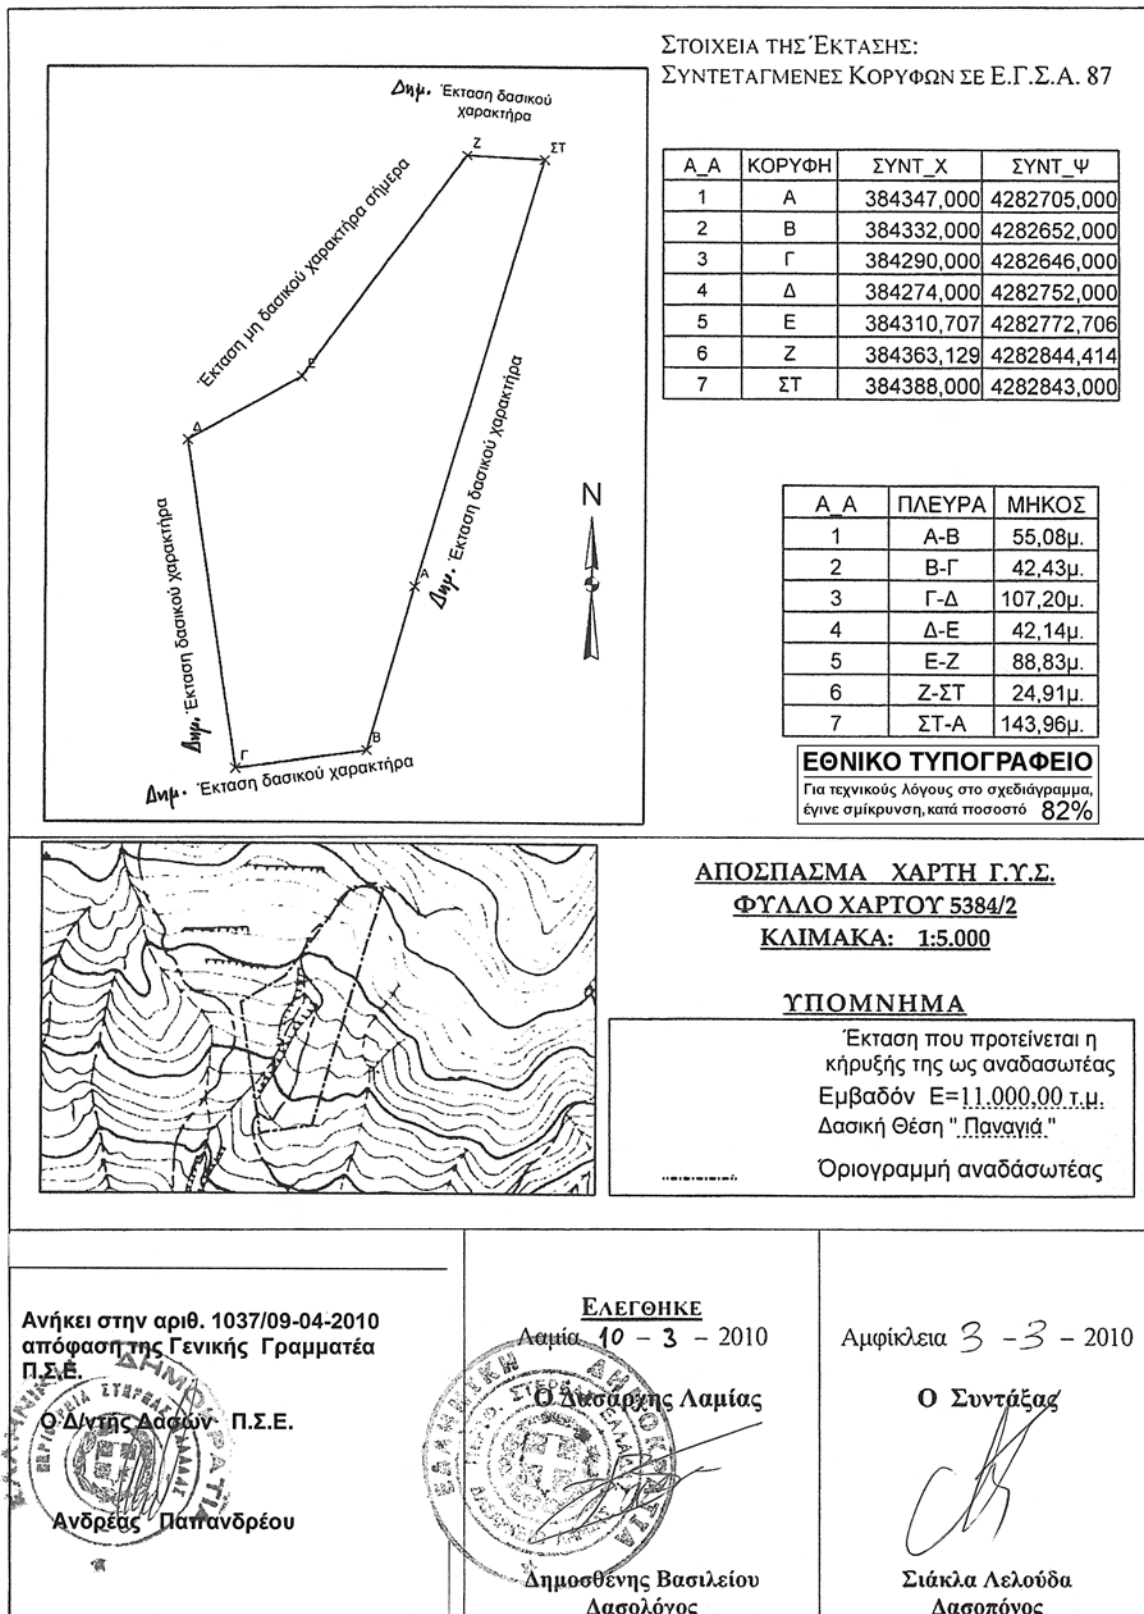 ΣΤΟΙΧΕΙΑ ΤΗΣ ΈΚΤΑΣΗΣ:
ΣΥΝΤΕΤΑΓΜΕΝΕΣ ΚΟΡΥΦΩΝ ΣΕ Ε.Γ.Σ.Α. 87
Δημ. Έκταση δασικού
χαρακτήρα
Ζ
ΣΤ
Έκταση μη δασικού χαρακτήρα σήμερα
Ε
Δ
Δημ. Έκταση δασικού χαρακτήρα
Α
Δημ. Έκταση δασικού χαρακτήρα
Ν
Γ
Β
Δημ. Έκταση δασικού χαρακτήρα
Α_Α ΚΟΡΥΦΗ ΣΥΝΤ_Χ ΣΥΝΤ_Ψ
1 Α 384347,000 4282705,000
2 Β 384332,000 4282652,000
3 Γ 384290,000 4282646,000
4 Δ 384274,000 4282752,000
5 Ε 384310,707 4282772,706
6 Ζ 384363,129 4282844,414
7 ΣΤ 384388,000 4282843,000
Α_Α ΠΛΕΥΡΑ ΜΗΚΟΣ
1 Α-Β 55,08μ.
2 Β-Γ 42,43μ.
3 Γ-Δ 107,20μ.
4 Δ-Ε 42,14μ.
5 Ε-Ζ 88,83μ.
6 Ζ-ΣΤ 24,91μ.
7 ΣΤ-Α 143,96μ.
ΕΘΝΙΚΟ ΤΥΠΟΓΡΑΦΕΙΟ
Για τεχνικούς λόγους στο σχεδιάγραμμα,
έγινε σμίκρυνση, κατά ποσοστό 82%
ΑΠΟΣΠΑΣΜΑ ΧΑΡΤΗ Γ.Υ.Σ.
ΦΥΛΛΟ ΧΑΡΤΟΥ 5384/2
ΚΛΙΜΑΚΑ: 1:5.000
ΥΠΟΜΝΗΜΑ
Έκταση που προτείνεται η
κήρυξής της ως αναδασωτέας
Εμβαδόν Ε=11.000,00 τ.μ.
Δασική Θέση " Παναγιά "
Όριογραμμή αναδάσωτέας
Ανήκει στην αριθ. 1037/09-04-2010
απόφαση της Γενικής Γραμματέα
Π.Σ.Ε.
Ο Δ/ντής Δασών Π.Σ.Ε.
ΕΛΛΗΝΙΚΗ ΔΗΜΟΚΡΑΤΙΑ
ΠΕΡΙΦΕΡΕΙΑ ΣΤΕΡΕΑΣ ΕΛΛΑΔΑΣ
Ανδρέας Παπανδρέου
ΕΛΕΓΘΗΚΕ
Λαμία 10 - 3 - 2010
Ο Δασάρχης Λαμίας
ΕΛΛΗΝΙΚΗ ΔΗΜΟΚΡΑΤΙΑ
Δημοσθένης Βασιλείου
Δασολόγος
Αμφίκλεια 3 - 3 - 2010
Ο Συντάξας
Σιάκλα Λελούδα
Δασοπόνος